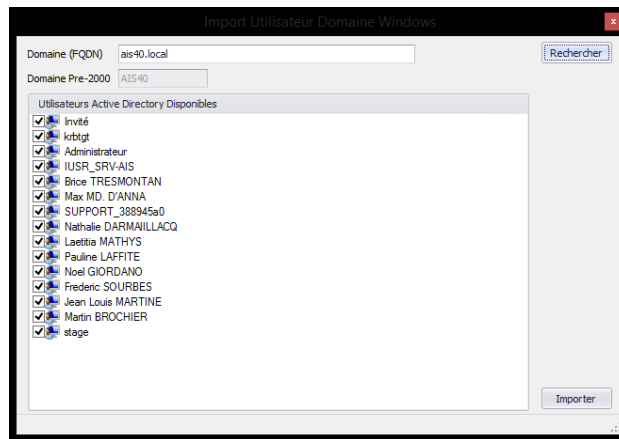 Import Utilisateur Domaine Windows
x
Domaine (FQDN) ais40.local Rechercher
Domaine Pre-2000 AIS40
Utilisateurs Active Directory Disponibles
Invité
krbtgt
Administrateur
IUSR_SRV-AIS
Brice TRESMONTAN
Max MD. D'ANNA
SUPPORT_388945a0
Nathalie DARMAILLACQ
Laetitia MATHYS
Pauline LAFFITE
Noel GIORDANO
Frederic SOURBES
Jean Louis MARTINE
Martin BROCHIER
stage
Importer